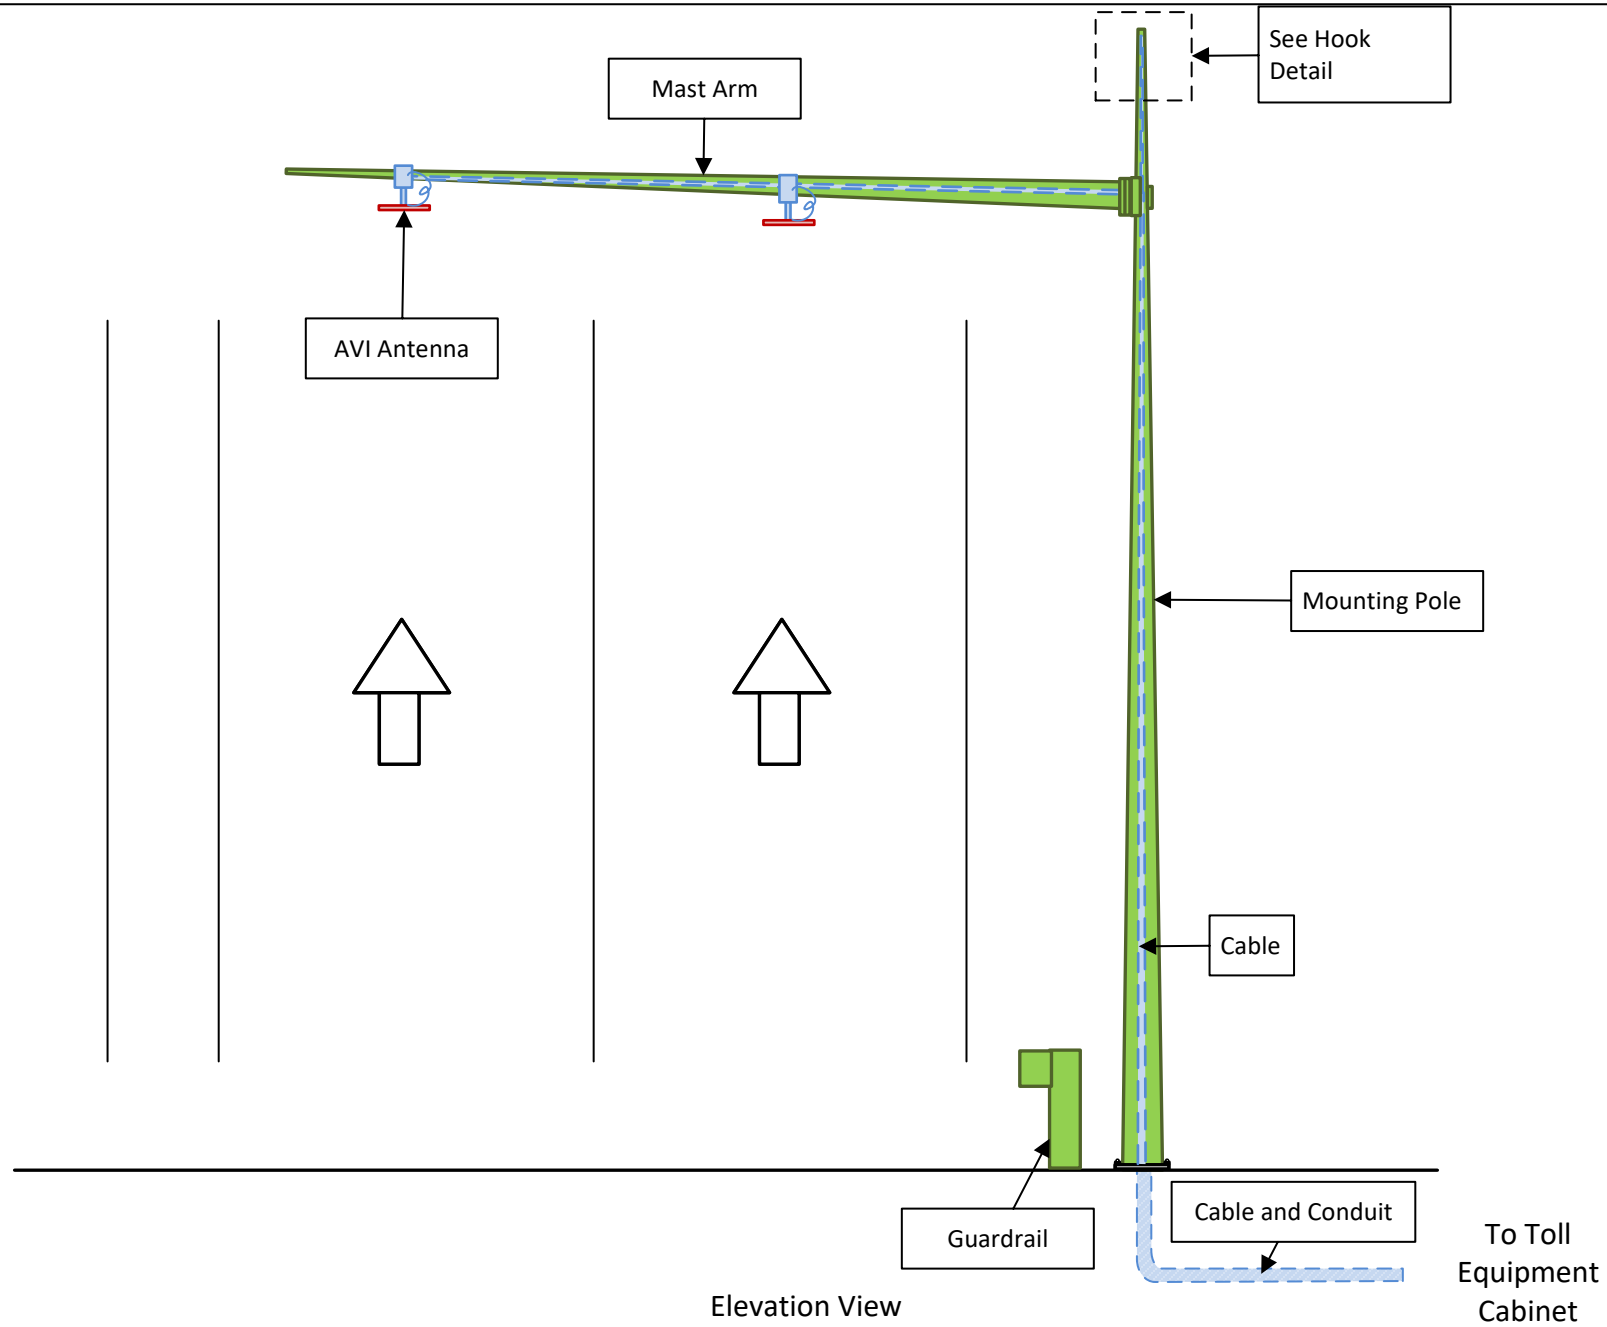 See Hook
Detail
Mast Arm
AVI Antenna
Mounting Pole
Cable
Cable and Conduit
Guardrail
To Toll
Equipment
Cabinet
Elevation View